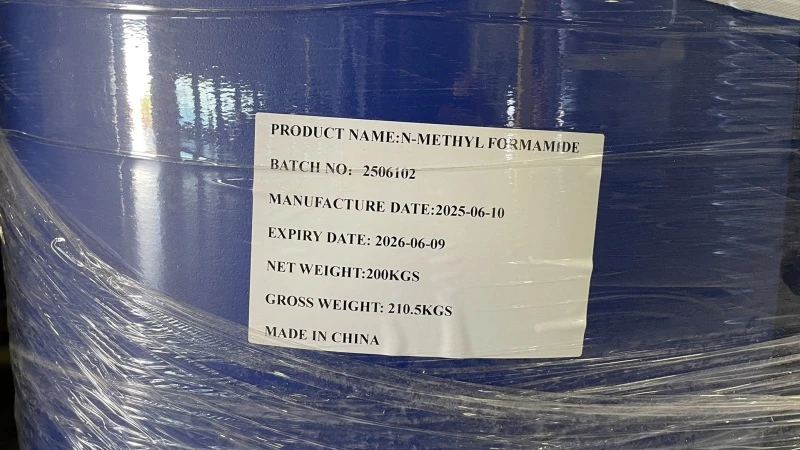 PRODUCT NAME:N-METHYL FORMAMIDE
BATCH NO: 2506102
MANUFACTURE DATE:2025-06-10
EXPIRY DATE: 2026-06-09
NET WEIGHT:200KGS
GROSS WEIGHT: 210.5KGS
MADE IN CHINA